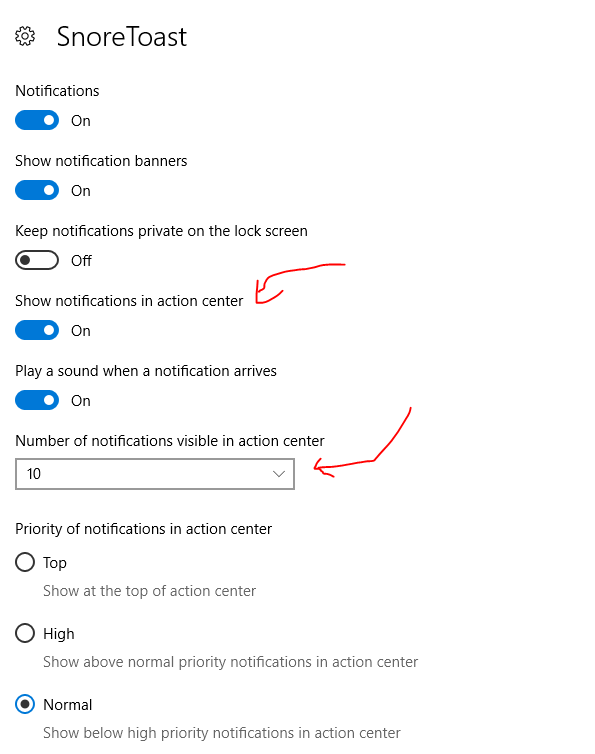 SnoreToast
Notifications
On
Show notification banners
On
Keep notifications private on the lock screen
Off
Show notifications in action center
On
Play a sound when a notification arrives
On
Number of notifications visible in action center
10
Priority of notifications in action center
Top
Show at the top of action center
High
Show above normal priority notifications in action center
Normal
Show below high priority notifications in action center